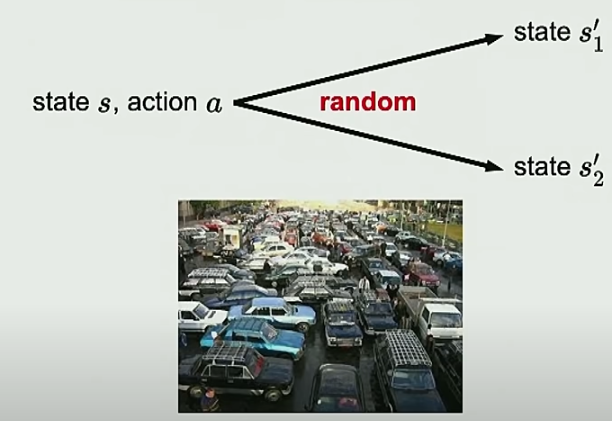 state s′₁
state s, action a
random
state s′₂